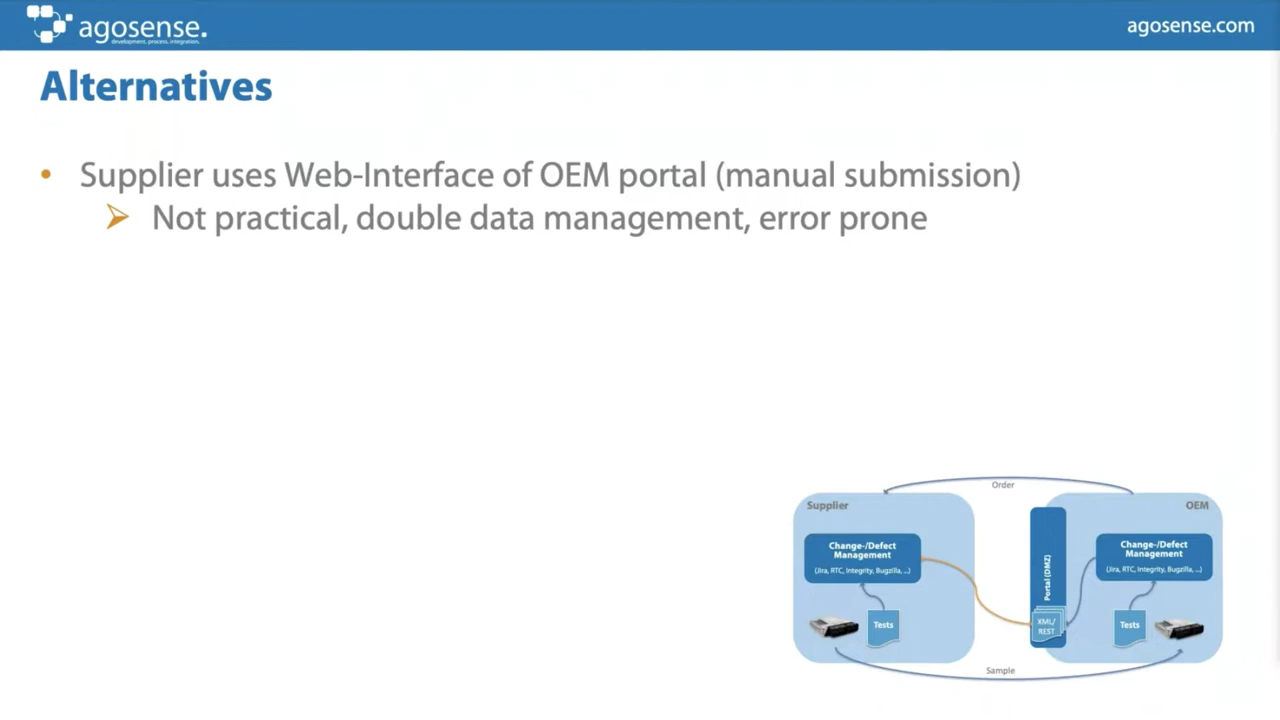 agosense.
development, process, integration.
agosense.com
Alternatives
• Supplier uses Web-Interface of OEM portal (manual submission)
➢ Not practical, double data management, error prone
Order
Supplier
OEM
Change-/Defect
Management
(Jira, RTC, Integrity, Bugzilla, ...)
Change-/Defect
Management
(Jira, RTC, Integrity, Bugzilla, ...)
Portal (DMZ)
Tests
XML/
REST
Tests
Sample